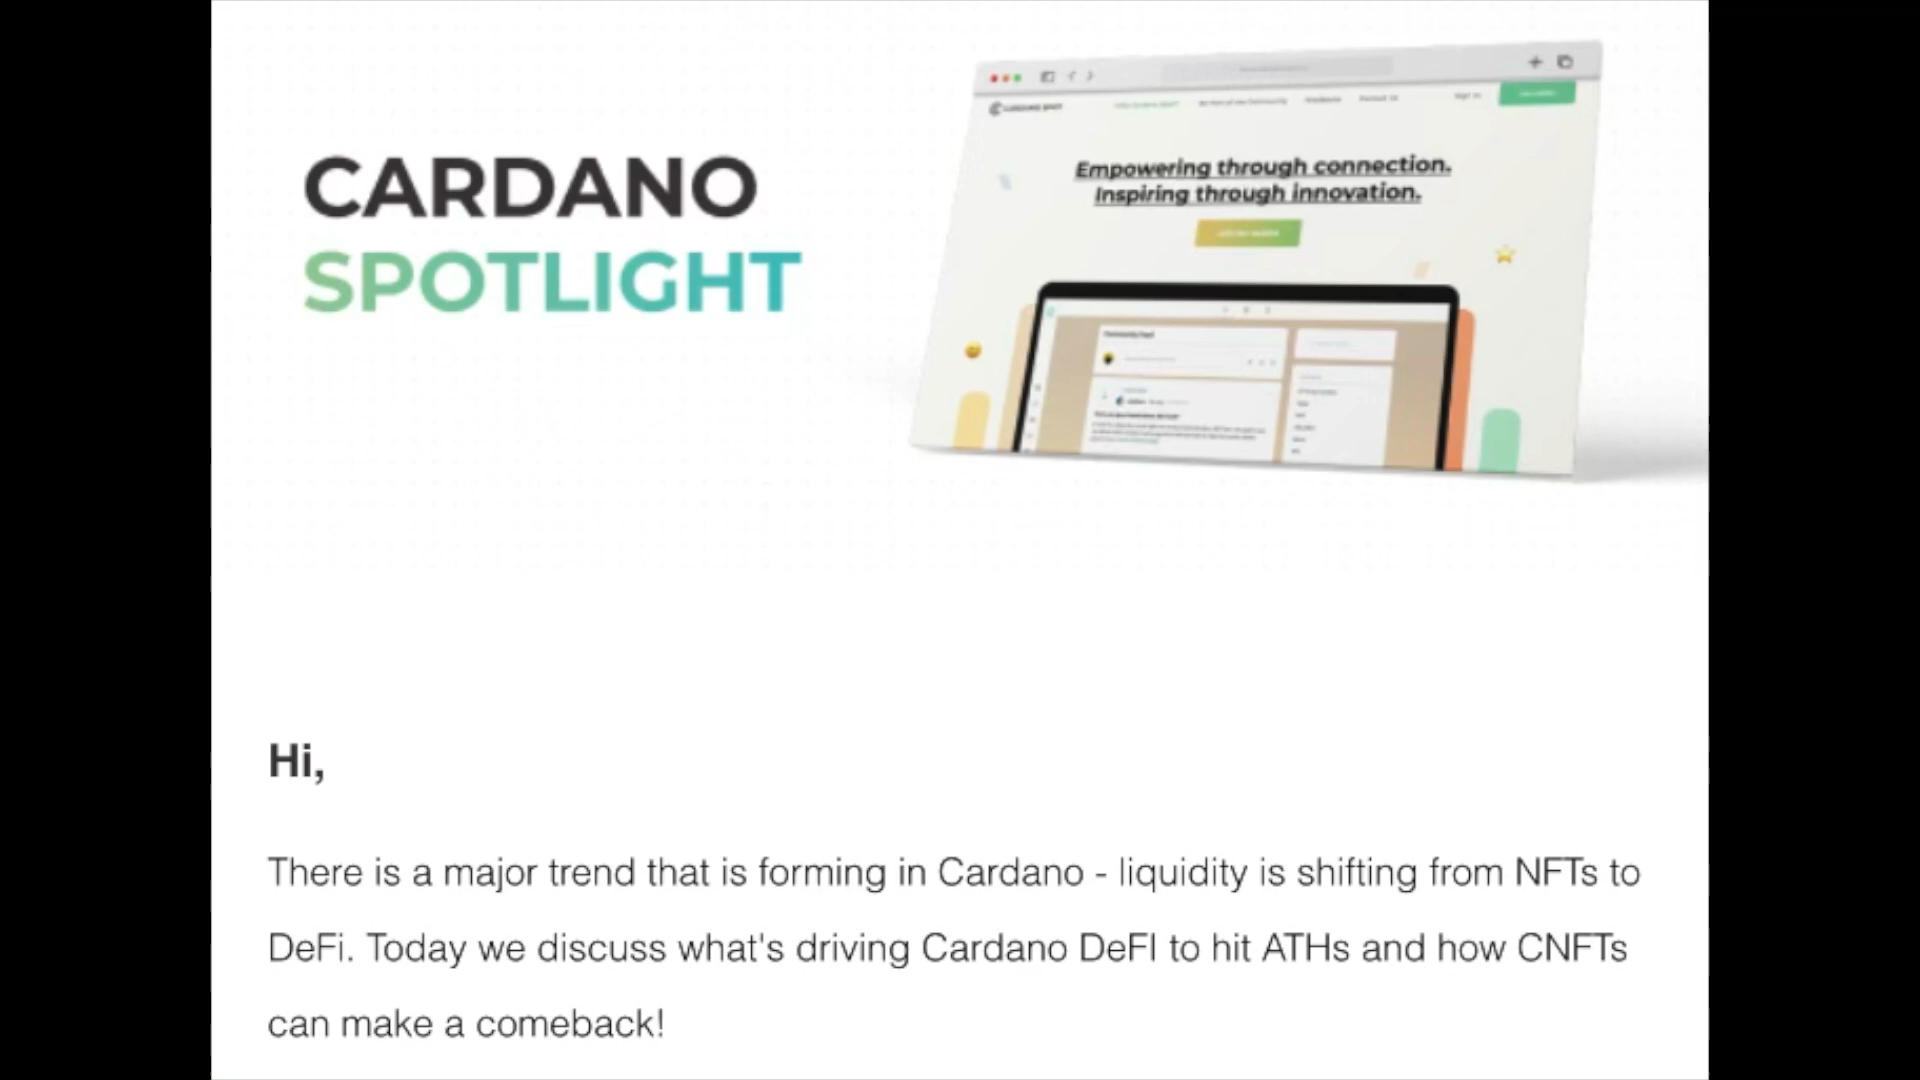 CARDANO
SPOTLIGHT
CARDANO SPOT
Empowering through connection.
Inspiring through innovation.
Hi,
There is a major trend that is forming in Cardano - liquidity is shifting from NFTs to
DeFi. Today we discuss what's driving Cardano DeFI to hit ATHs and how CNFTs
can make a comeback!